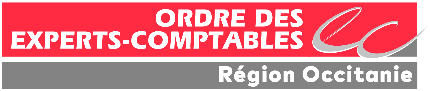 ORDRE DES
EXPERTS-COMPTABLES
Région Occitanie